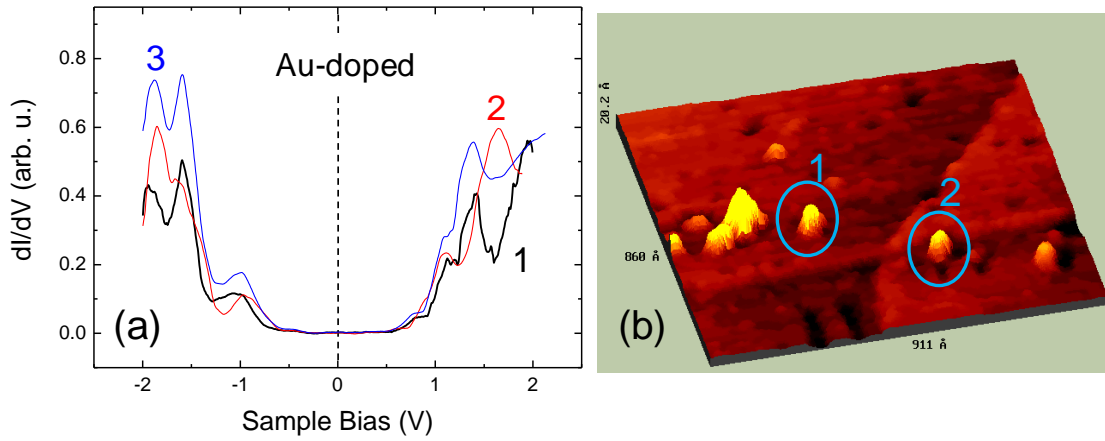 0.8
0.6
0.4
0.2
0.0
-2
-1
0
1
2
dI/dV (arb. u.)
Sample Bias (V)
Au-doped
3
2
1
(a)
20.2 Å
860 Å
911 Å
1
2
(b)